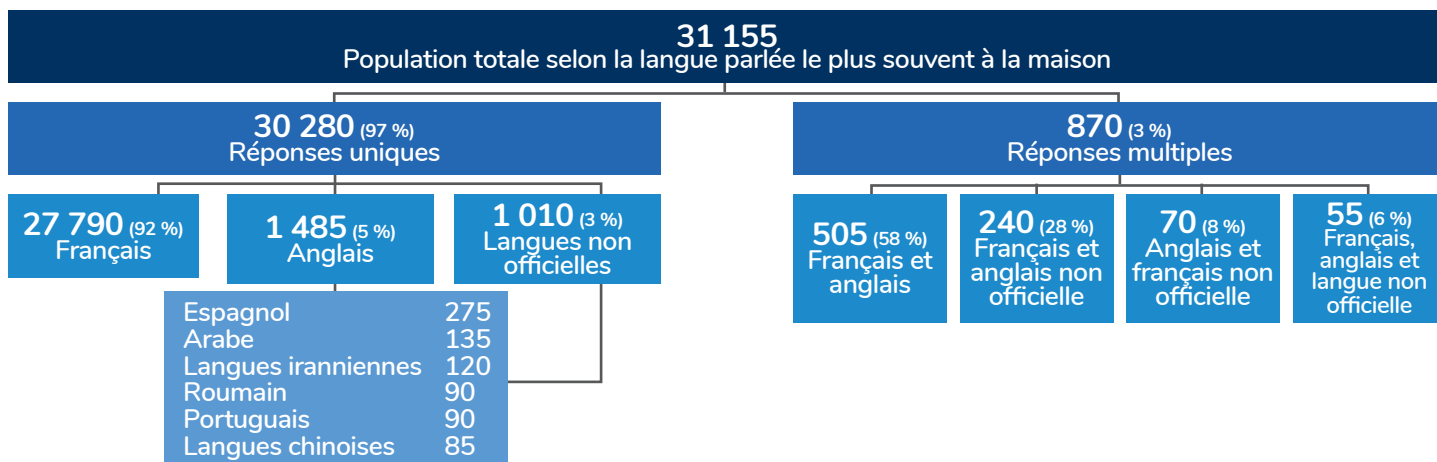 31 155
Population totale selon la langue parlée le plus souvent à la maison
30 280 (97 %)
Réponses uniques
870 (3 %)
Réponses multiples
27 790 (92 %)
Français
1 485 (5 %)
Anglais
1 010 (3 %)
Langues non
officielles
505 (58 %)
Français et
anglais
240 (28 %)
Français et
anglais non
officielle
70 (8 %)
Anglais et
français non
officielle
55 (6 %)
Français,
anglais et
langue non
officielle
Espagnol 275
Arabe 135
Langues iranniennes 120
Roumain 90
Portuguais 90
Langues chinoises 85